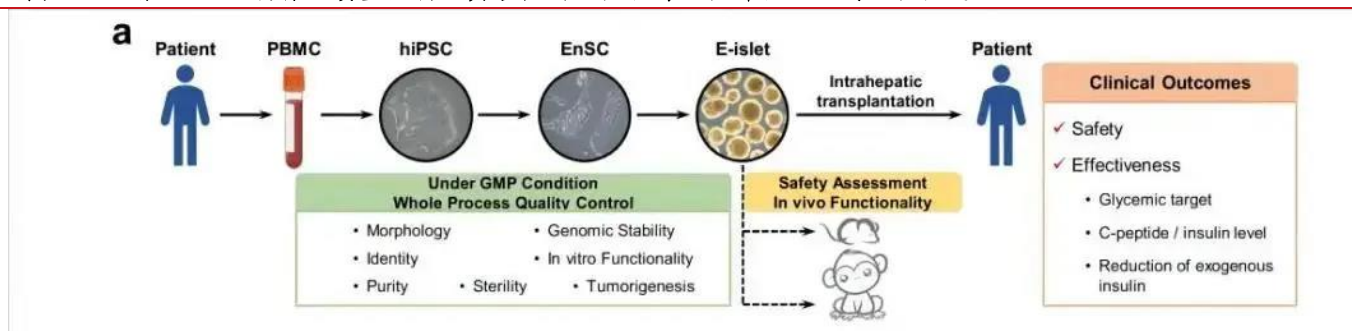 a
Patient
PBMC
hiPSC
EnSC
E-islet
Intrahepatic
transplantation
Patient
Under GMP Condition
Whole Process Quality Control
• Morphology
• Genomic Stability
• Identity
• In vitro Functionality
• Purity
• Sterility
• Tumorigenesis
Safety Assessment
In vivo Functionality
Clinical Outcomes
✓ Safety
✓ Effectiveness
• Glycemic target
• C-peptide / insulin level
• Reduction of exogenous
insulin